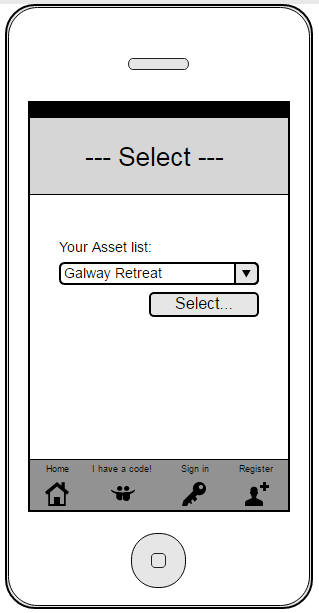 --- Select ---
Your Asset list:
Galway Retreat
Select...
Home I have a code! Sign in Register